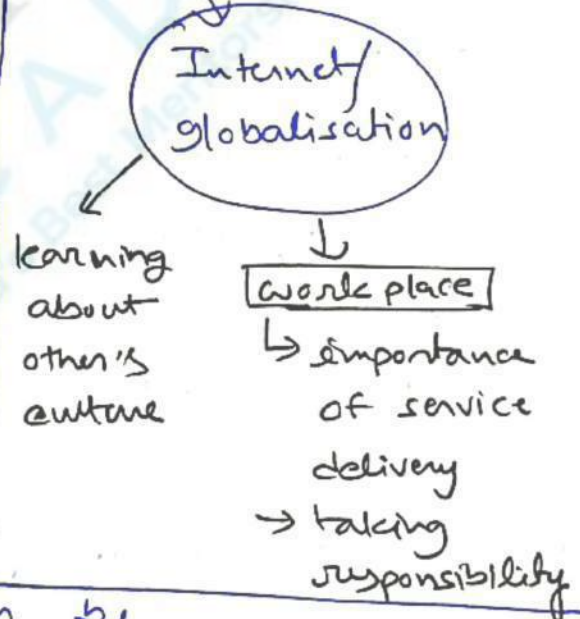 Internet/
globalisation
learning
about
other's
culture
work place
↳ importance
of service
delivery
→ taking
responsibility